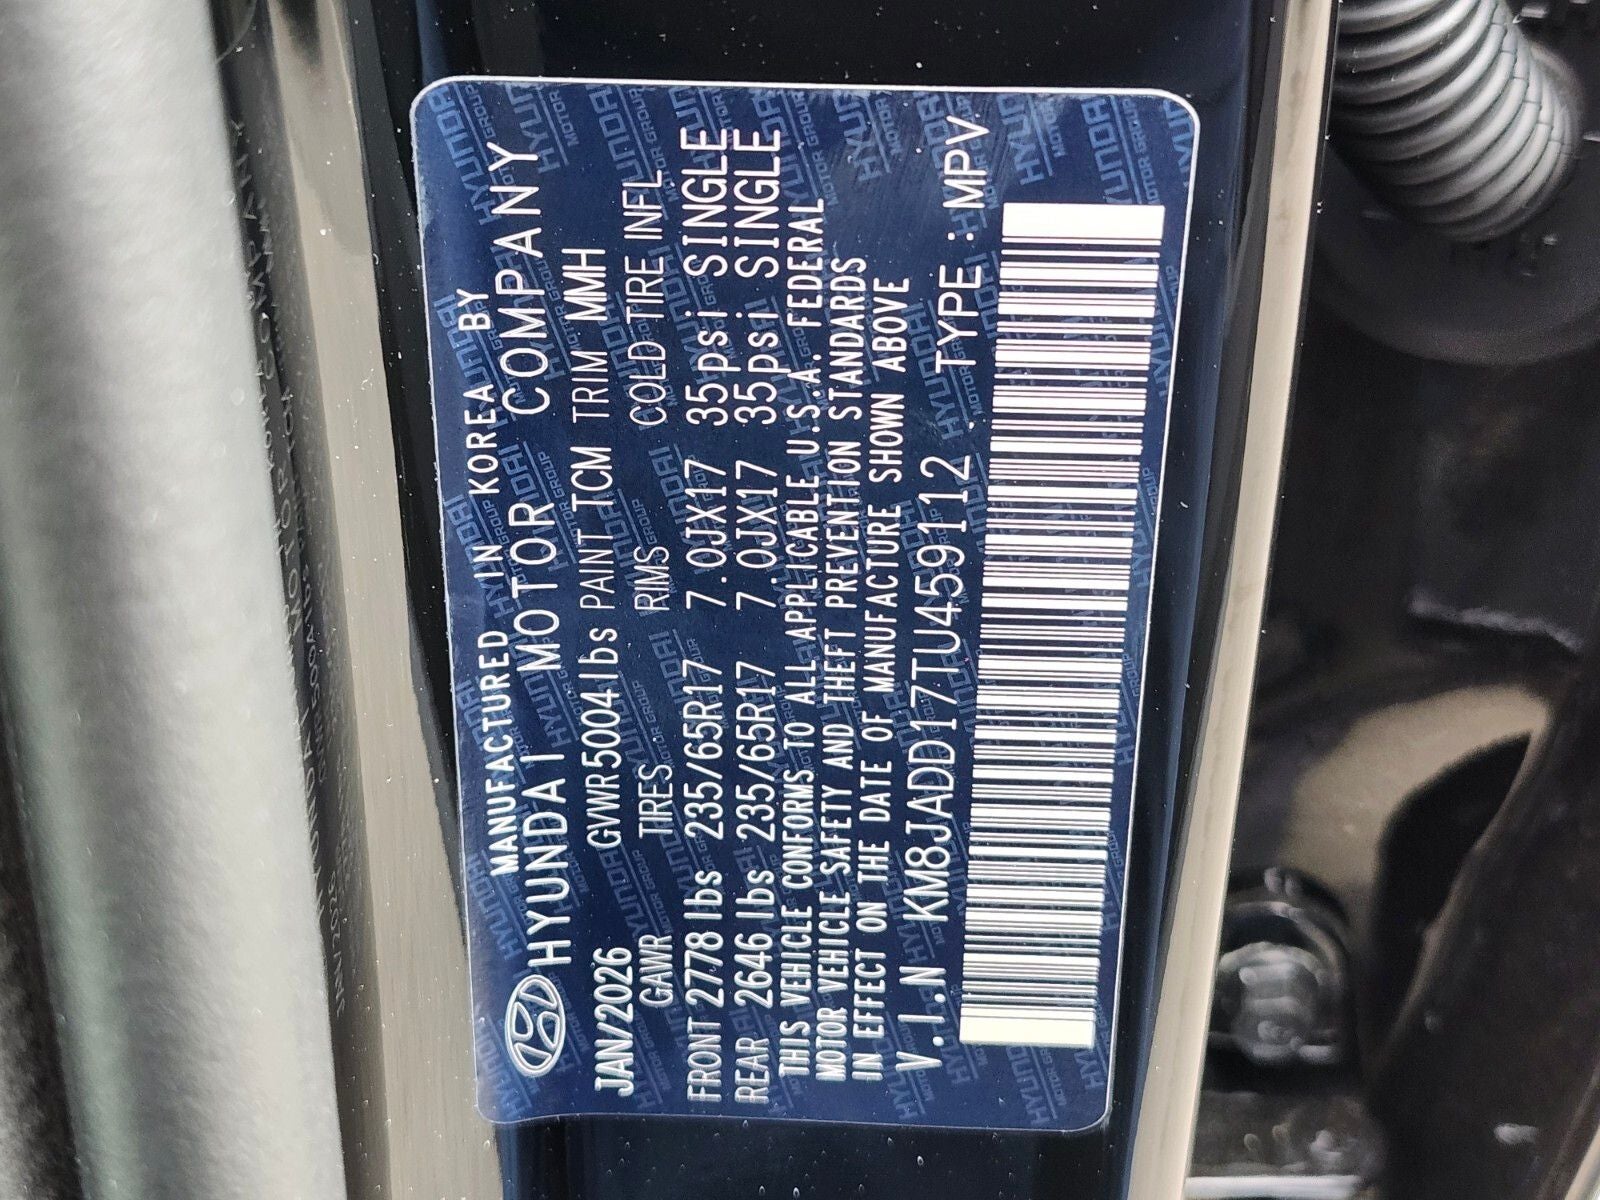 MANUFACTURED IN KOREA BY
HYUNDAI MOTOR COMPANY
JAN/2026 GVWR5004lbs PAINT TCM TRIM MMH
GAWR TIRES RIMS COLD TIRE INFL
FRONT 2778 lbs 235/65R17 7.0JX17 35psi SINGLE
REAR 2646 lbs 235/65R17 7.0JX17 35psi SINGLE
THIS VEHICLE CONFORMS TO ALL APPLICABLE U.S.A. FEDERAL
MOTOR VEHICLE SAFETY AND THEFT PREVENTION STANDARDS
IN EFFECT ON THE DATE OF MANUFACTURE SHOWN ABOVE
V.I.N KM8JADD17TU459112 TYPE : MPV